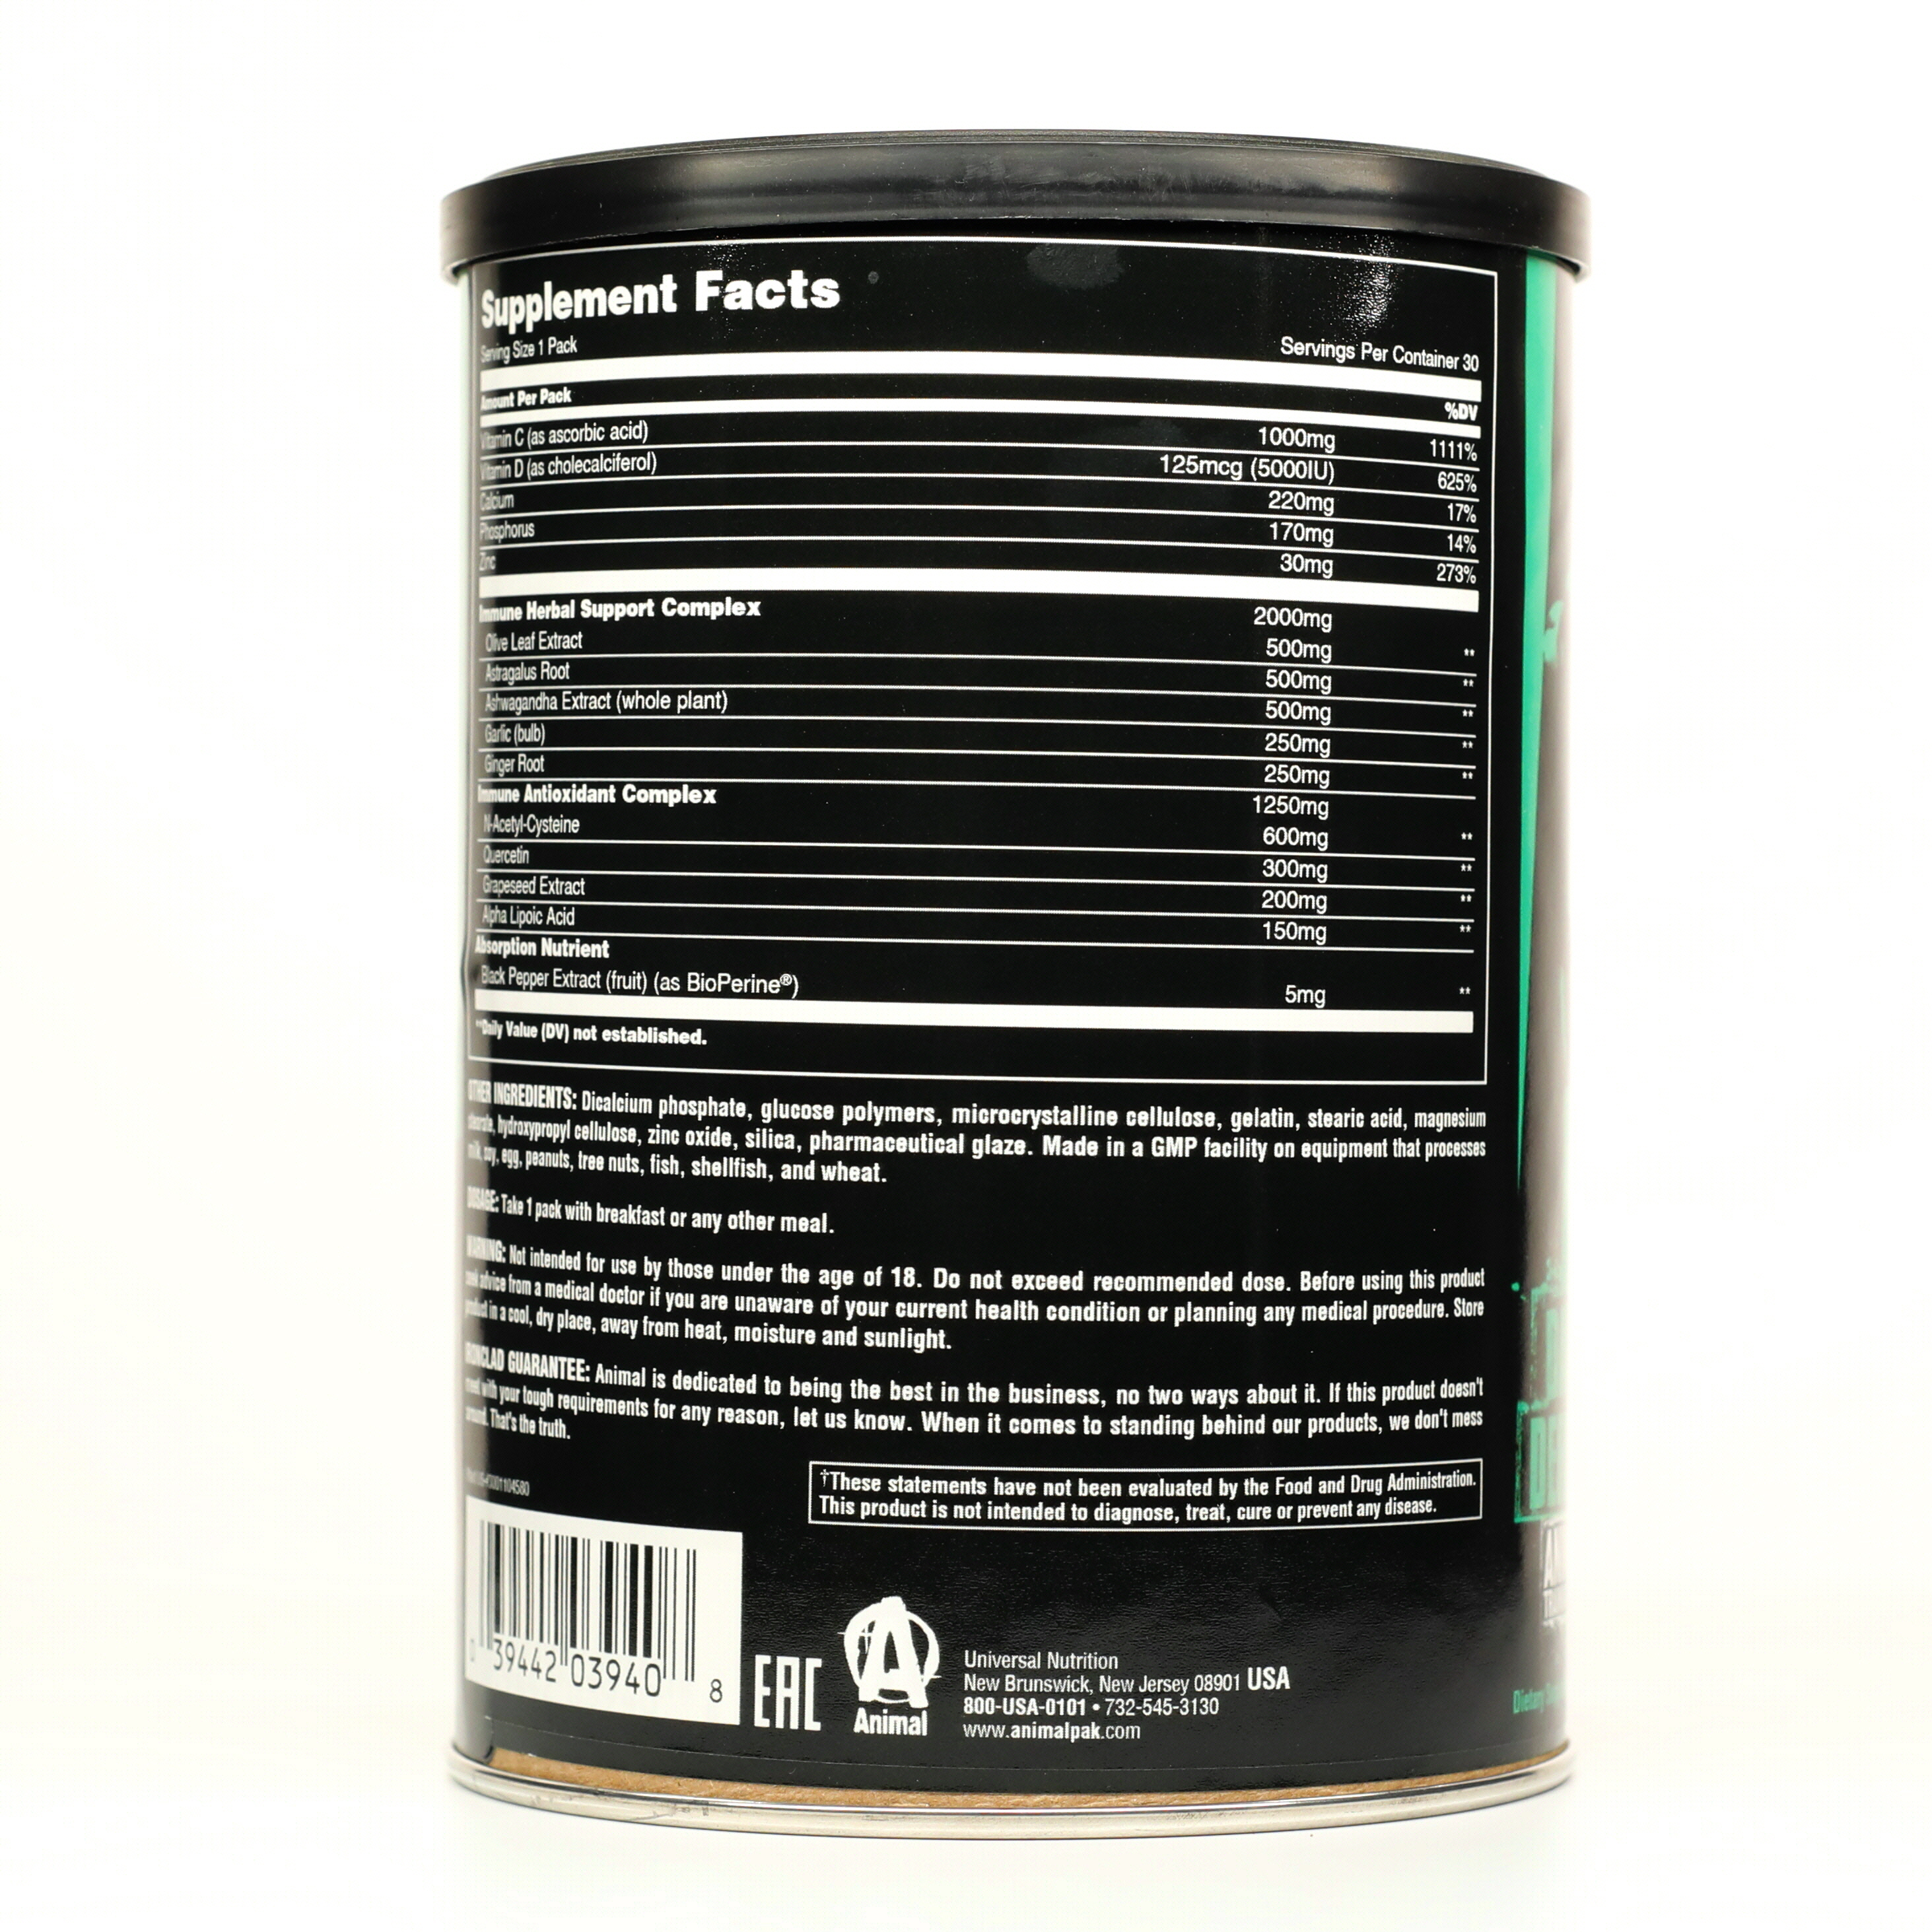 Supplement Facts
Serving Size 1 Pack Servings Per Container 30
Amount Per Pack %DV
Vitamin C (as ascorbic acid) 1000mg 1111%
Vitamin D (as cholecalciferol) 125mcg (5000IU) 625%
Calcium 220mg 17%
Phosphorus 170mg 14%
Zinc 30mg 273%
Immune Herbal Support Complex 2000mg
Olive Leaf Extract 500mg **
Astragalus Root 500mg **
Ashwagandha Extract (whole plant) 500mg **
Garlic (bulb) 250mg **
Ginger Root 250mg **
Immune Antioxidant Complex 1250mg
N-Acetyl-Cysteine 600mg **
Quercetin 300mg **
Grapeseed Extract 200mg **
Alpha Lipoic Acid 150mg **
Absorption Nutrient
Black Pepper Extract (fruit) (as BioPerine®) 5mg **
**Daily Value (DV) not established.
OTHER INGREDIENTS: Dicalcium phosphate, glucose polymers, microcrystalline cellulose, gelatin, stearic acid, magnesium
stearate, hydroxypropyl cellulose, zinc oxide, silica, pharmaceutical glaze. Made in a GMP facility on equipment that processes
milk, soy, egg, peanuts, tree nuts, fish, shellfish, and wheat.
DOSAGE: Take 1 pack with breakfast or any other meal.
WARNING: Not intended for use by those under the age of 18. Do not exceed recommended dose. Before using this product
seek advice from a medical doctor if you are unaware of your current health condition or planning any medical procedure. Store
product in a cool, dry place, away from heat, moisture and sunlight.
IRONCLAD GUARANTEE: Animal is dedicated to being the best in the business, no two ways about it. If this product doesn't
meet with your tough requirements for any reason, let us know. When it comes to standing behind our products, we don't mess
around. That's the truth.
†These statements have not been evaluated by the Food and Drug Administration.
This product is not intended to diagnose, treat, cure or prevent any disease.
0 39442 03940 8
EAC
A
Animal
Universal Nutrition
New Brunswick, New Jersey 08901 USA
800-USA-0101 • 732-545-3130
www.animalpak.com
Dietary